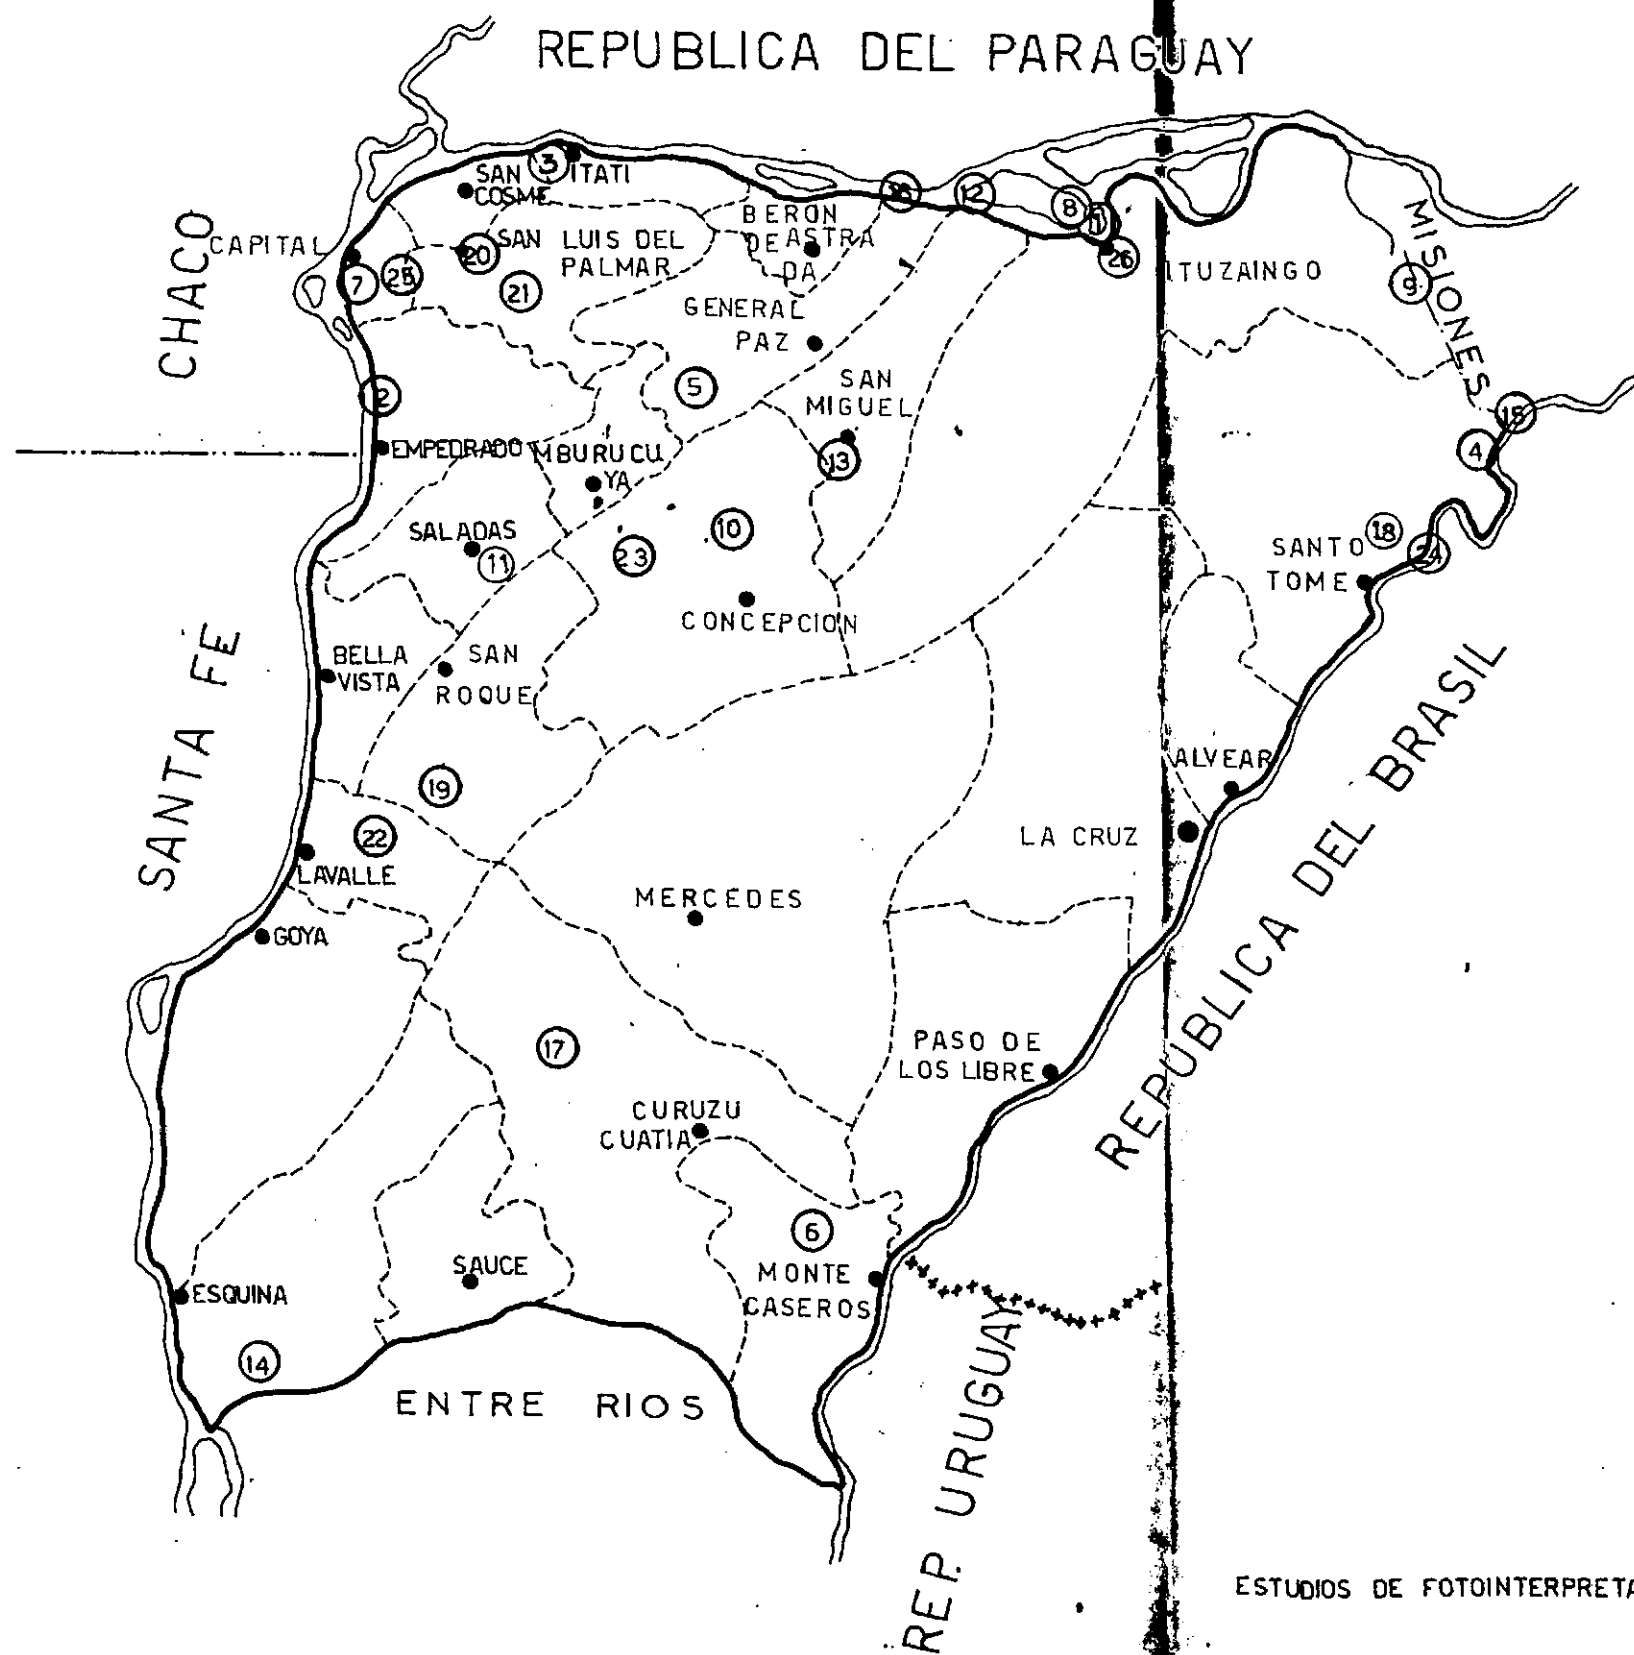 REPUBLICA DEL PARAGUAY
3
ITATI
SAN
COSME
12
8
BERON
DE ASTRA
DA
MISIONES
CHACO
CAPITAL
20
SAN LUIS DEL
PALMAR
26
ITUZAINGO
7
25
21
9
GENERAL
PAZ
5
SAN
MIGUEL
2
15
EMPEDRADO
MBURUCU
YA
13
4
SALADAS
11
23
10
18
SANTO
TOME
24
CONCEPCION
SANTA FE
BELLA
VISTA
SAN
ROQUE
REPUBLICA DEL BRASIL
19
ALVEAR
22
LA CRUZ
LAVALLE
MERCEDES
GOYA
17
PASO DE
LOS LIBRE
CURUZU
CUATIA
6
SAUCE
MONTE
CASEROS
ESQUINA
14
ENTRE RIOS
REP. URUGUAY
ESTUDIOS DE FOTOINTERPRETA